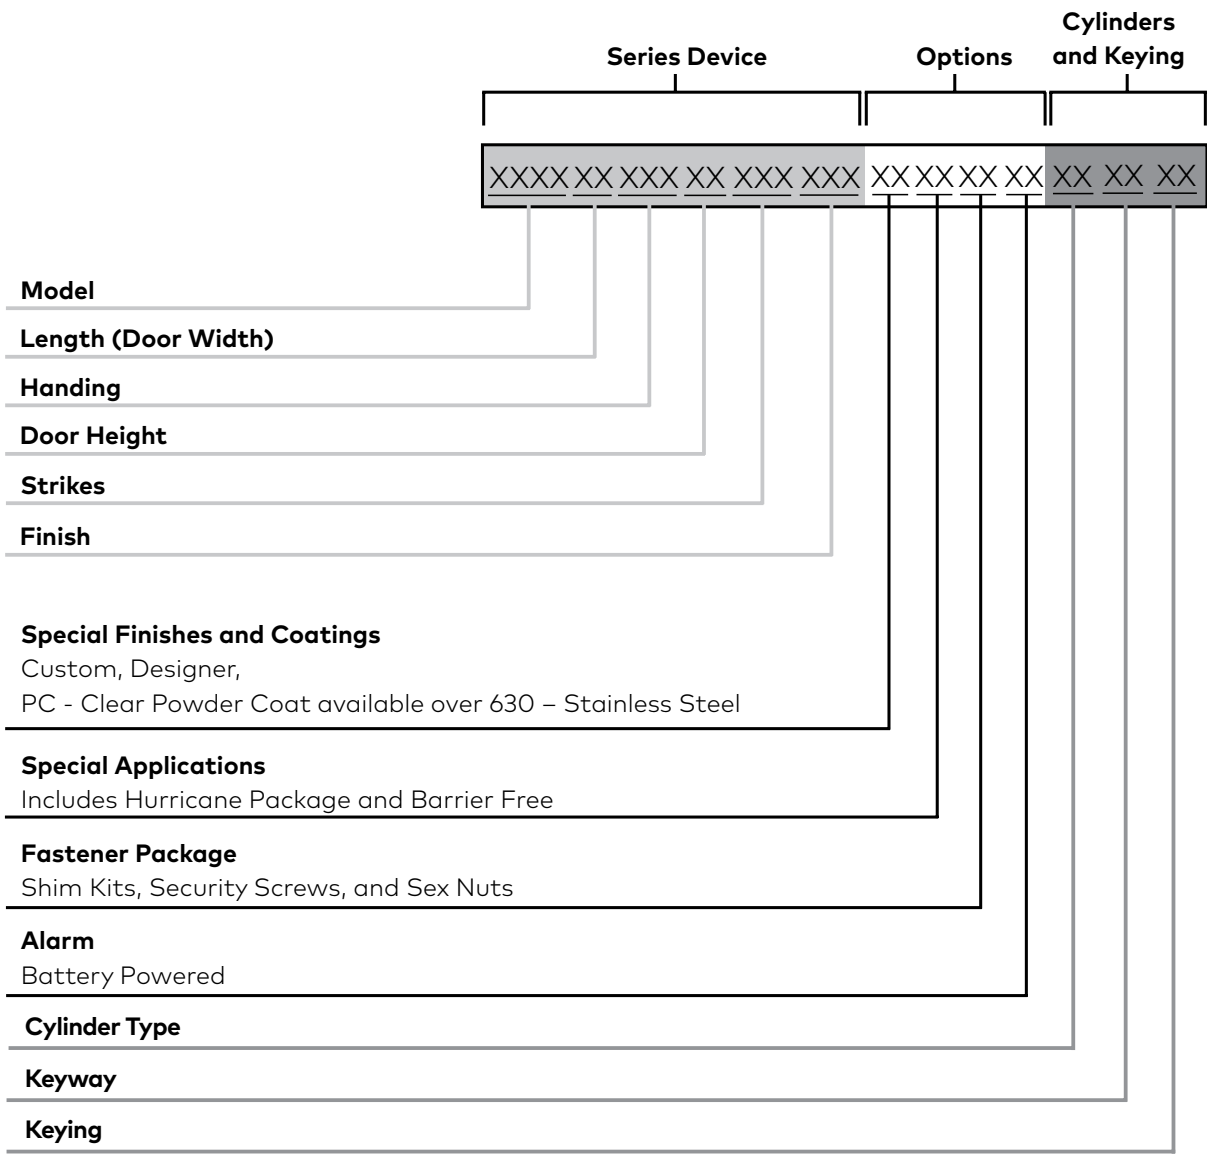 Cylinders
Series Device Options and Keying
XXXX XX XXX XX XXX XXX XX XX XX XX XX XX XX
Model
Length (Door Width)
Handing
Door Height
Strikes
Finish
Special Finishes and Coatings
Custom, Designer,
PC - Clear Powder Coat available over 630 – Stainless Steel
Special Applications
Includes Hurricane Package and Barrier Free
Fastener Package
Shim Kits, Security Screws, and Sex Nuts
Alarm
Battery Powered
Cylinder Type
Keyway
Keying